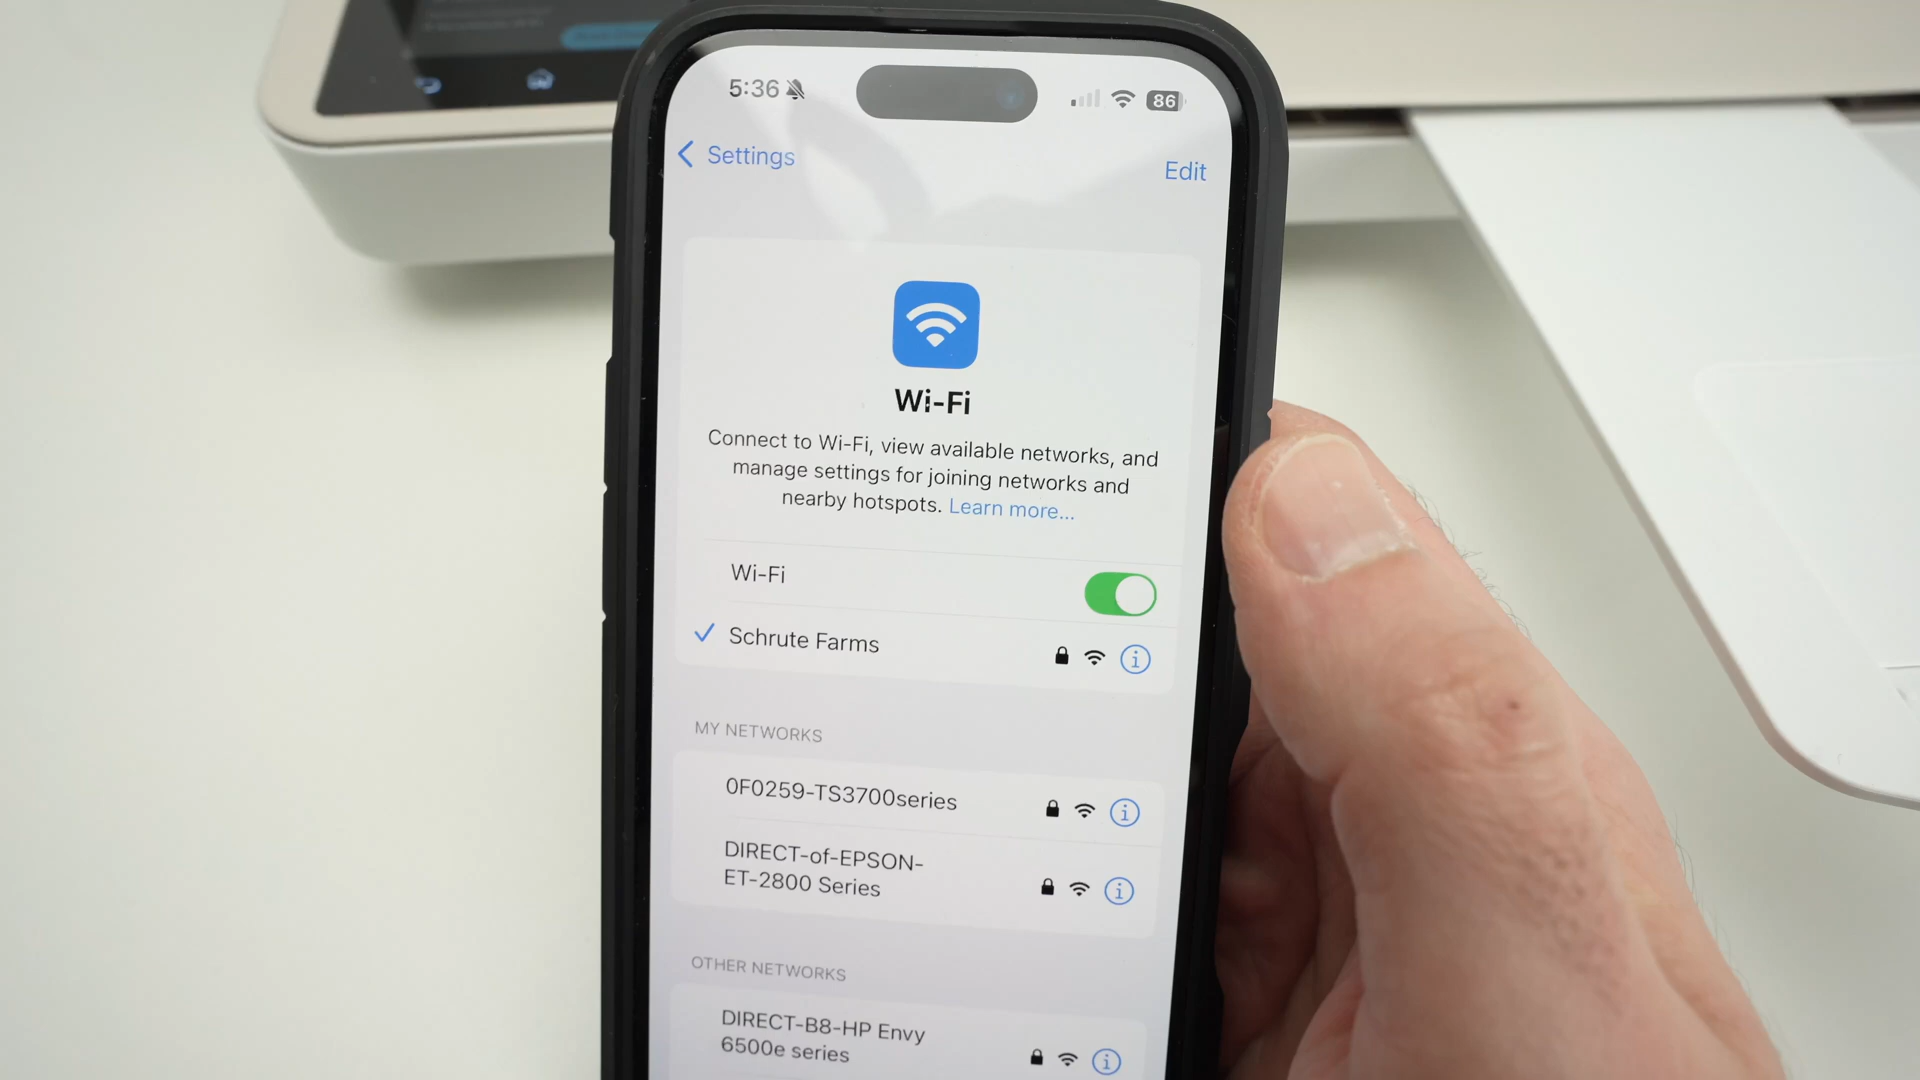 5:36
86
Settings
Edit
Wi-Fi
Connect to Wi-Fi, view available networks, and
manage settings for joining networks and
nearby hotspots. Learn more...
Wi-Fi
Schrute Farms
MY NETWORKS
0F0259-TS3700series
DIRECT-of-EPSON-
ET-2800 Series
OTHER NETWORKS
DIRECT-B8-HP Envy
6500e series